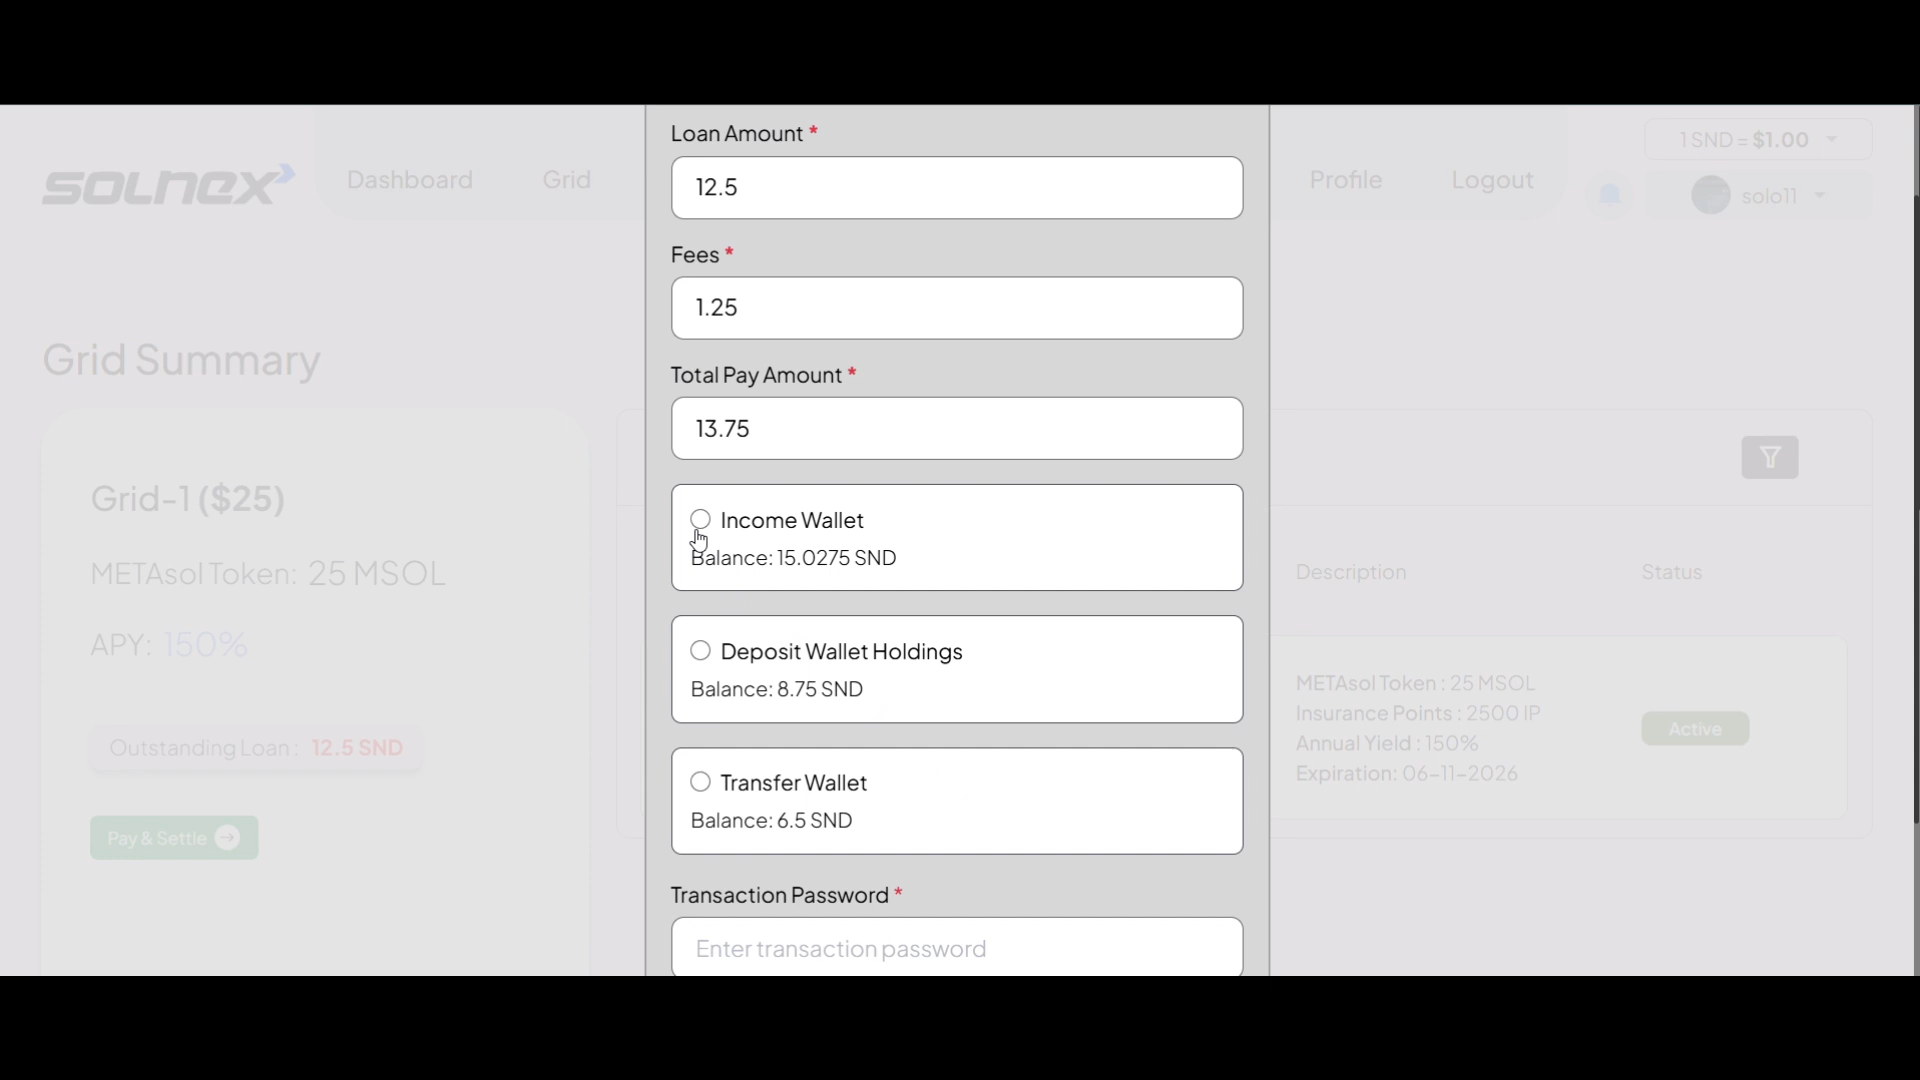 SOLNEX
Dashboard
Grid
Profile
Logout
1 SND = $1.00
solo11
Loan Amount *
12.5
Fees *
1.25
Total Pay Amount *
13.75
Income Wallet
Balance: 15.0275 SND
Deposit Wallet Holdings
Balance: 8.75 SND
Transfer Wallet
Balance: 6.5 SND
Transaction Password *
Enter transaction password
Grid Summary
Grid-1 ($25)
METAsol Token: 25 MSOL
APY: 150%
Outstanding Loan : 12.5 SND
Pay & Settle
Description
Status
METAsol Token : 25 MSOL
Insurance Points : 2500 IP
Annual Yield : 150%
Expiration: 06-11-2026
Active